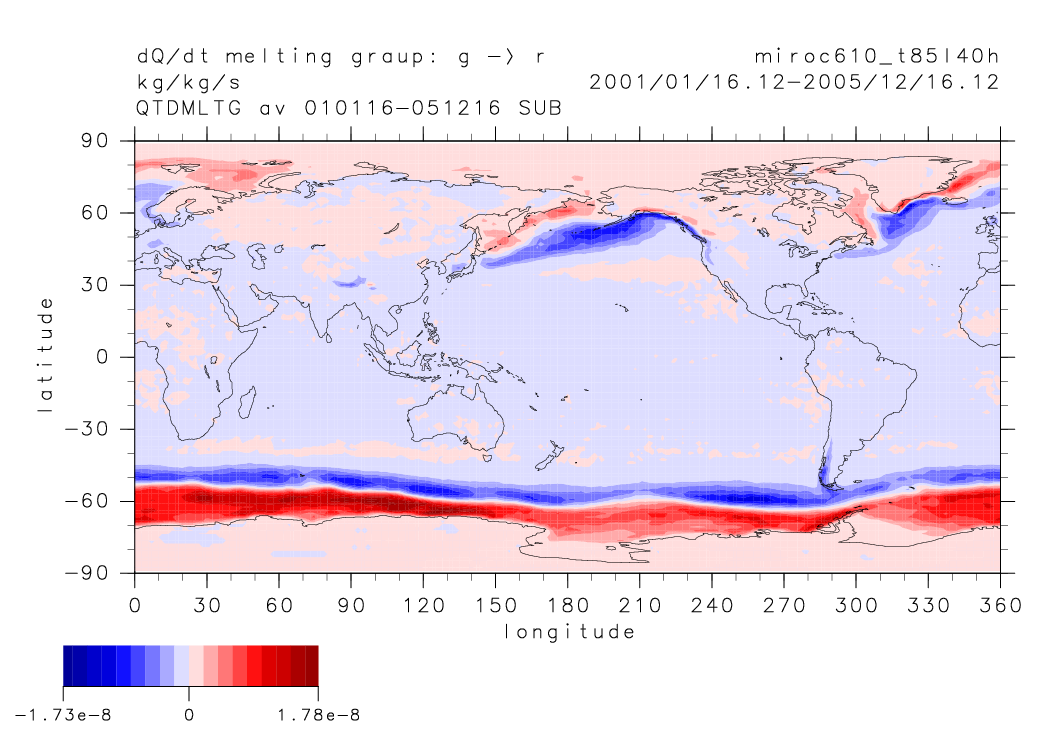 dQ/dt melting graup: g -> r
miroc610_t85l40h
kg/kg/s
2001/01/16.12-2005/12/16.12
QTDMLTG av 010116-051216 SUB
90
60
30
0
-30
-60
-90
latitude
0 30 60 90 120 150 180 210 240 270 300 330 360
longitude
-1.73e-8 0 1.78e-8